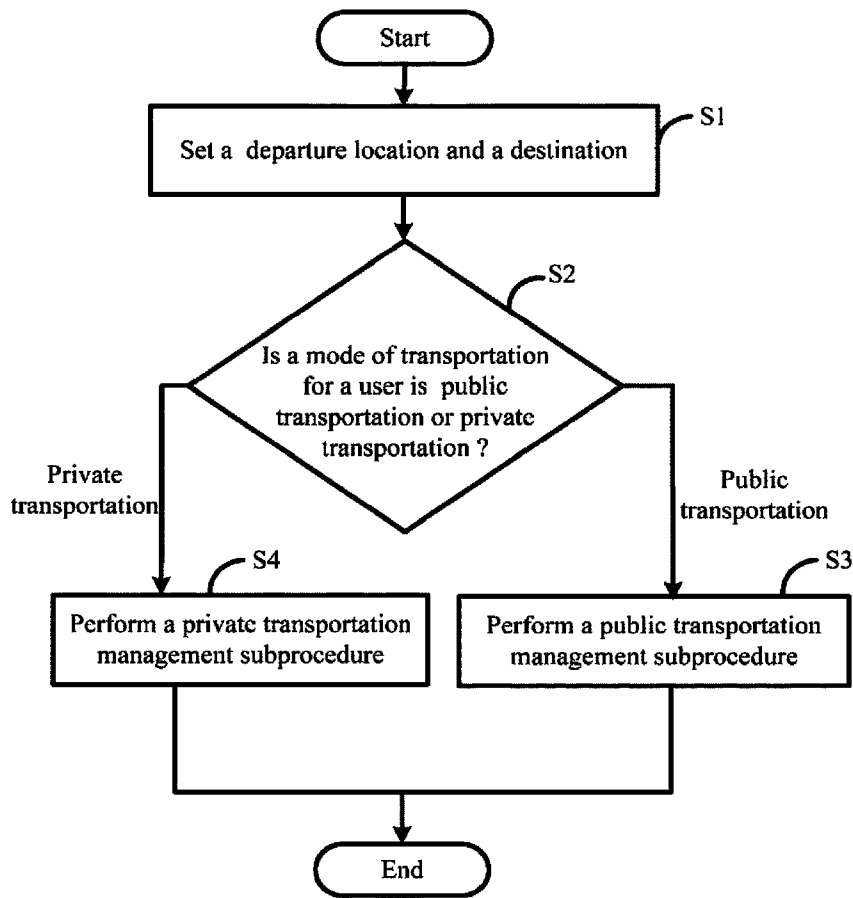 Start
S1
Set a departure location and a destination
S2
Is a mode of transportation
for a user is public
transportation or private
transportation ?
Private
transportation
Public
transportation
S4
S3
Perform a private transportation
management subprocedure
Perform a public transportation
management subprocedure
End